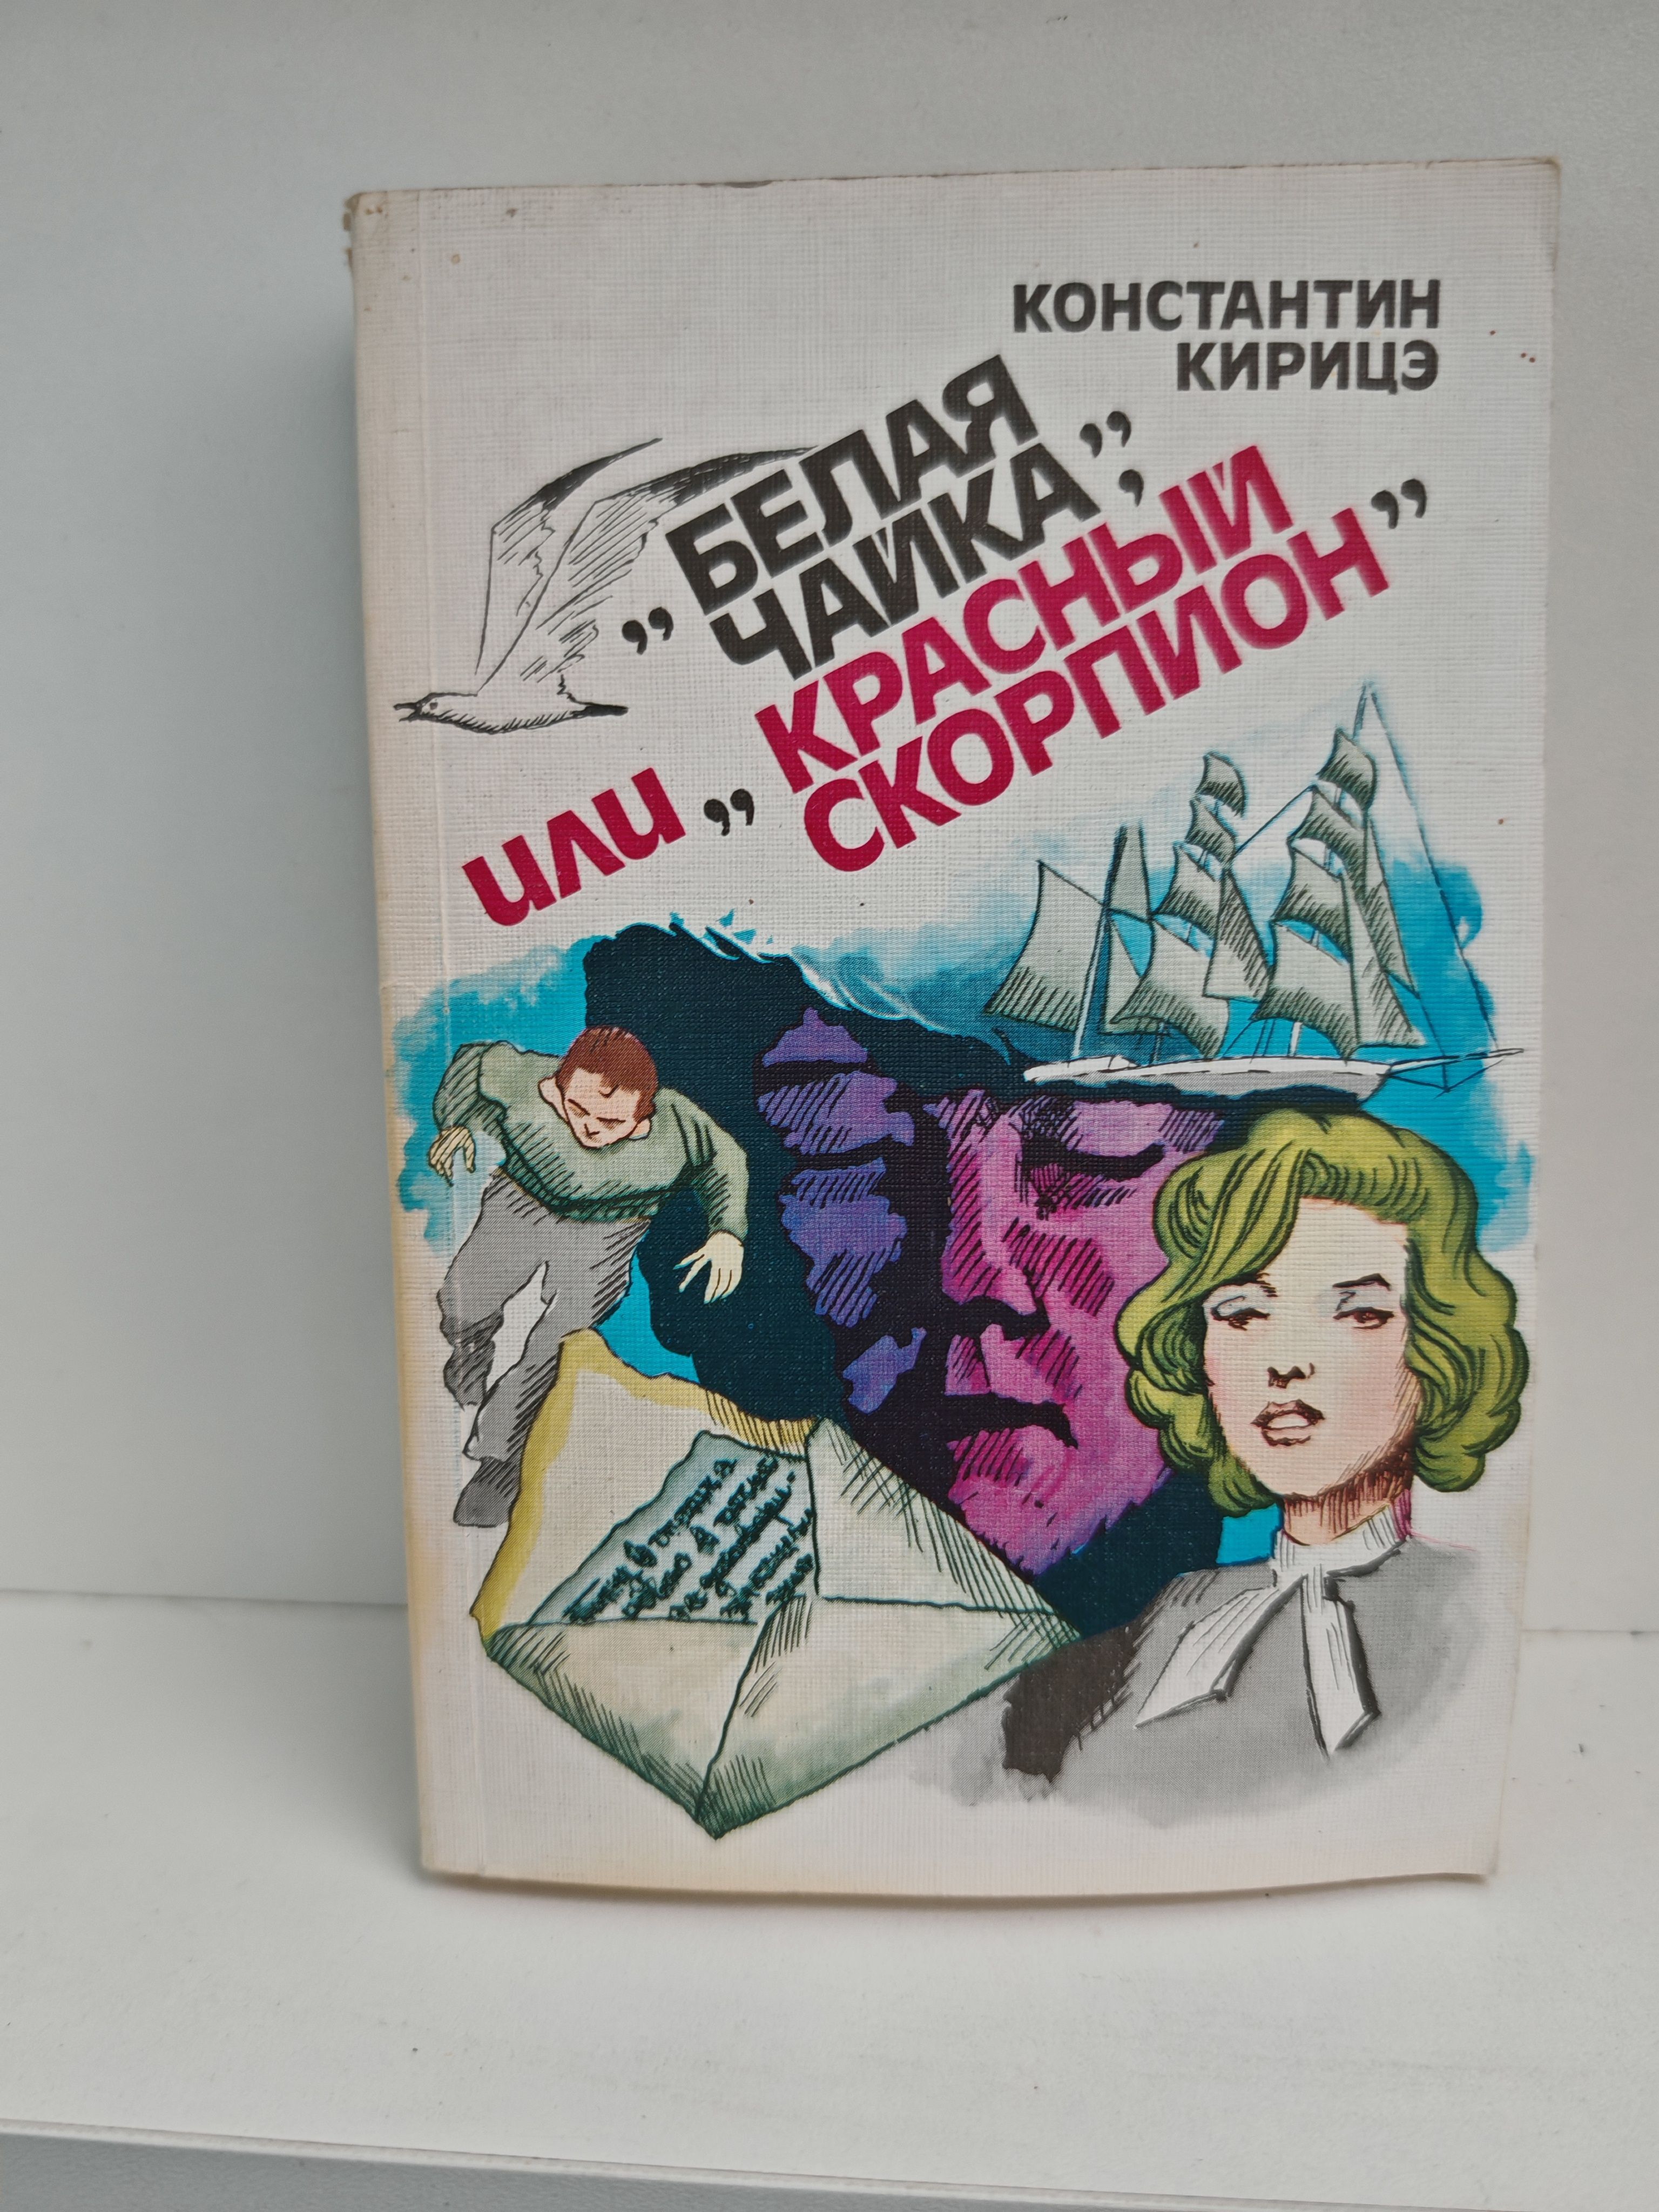 КОНСТАНТИН
КИРИЦЭ
„БЕЛАЯ
ЧАЙКА”,
или „КРАСНЫЙ
СКОРПИОН”